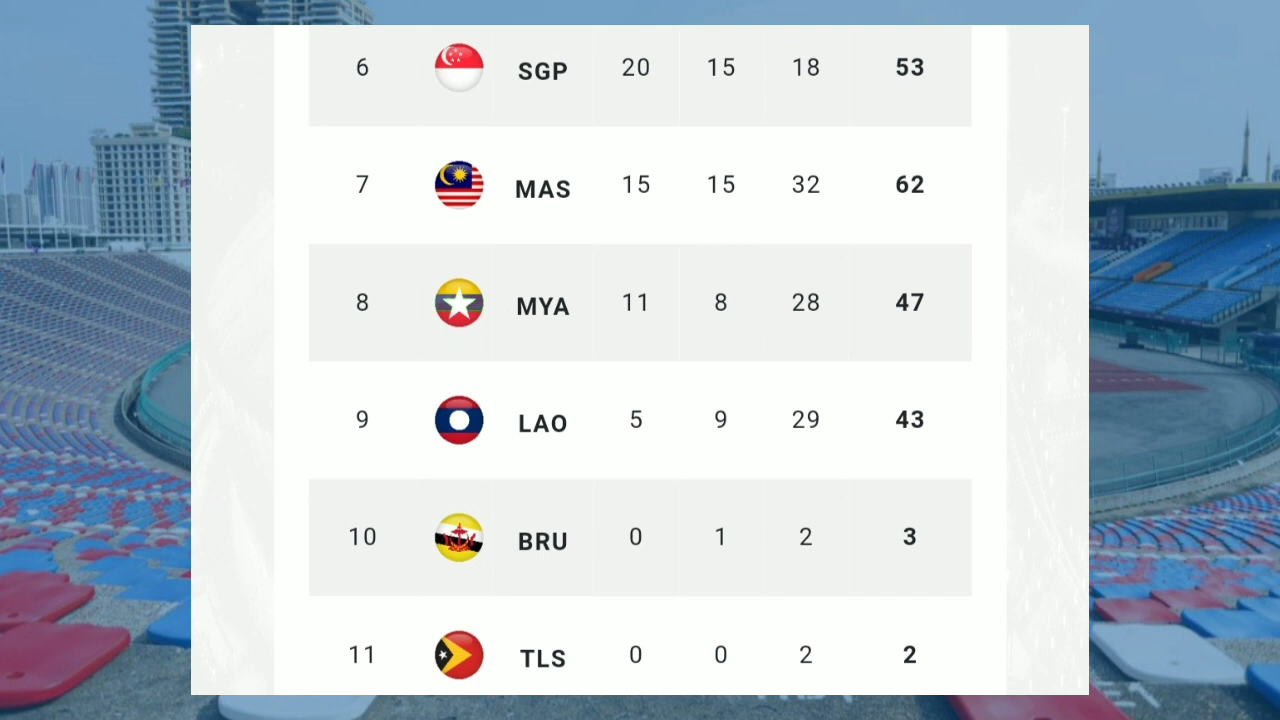 6 SGP 20 15 18 53
7 MAS 15 15 32 62
8 MYA 11 8 28 47
9 LAO 5 9 29 43
10 BRU 0 1 2 3
11 TLS 0 0 2 2